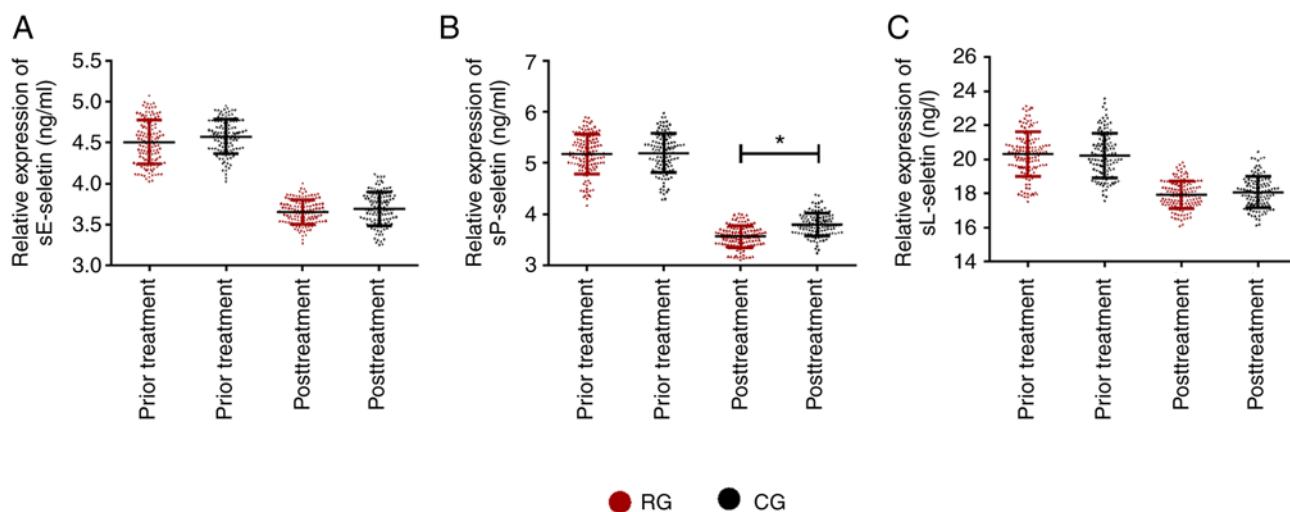 A
Relative expression of
sE-seletin (ng/ml)
5.5
5.0
4.5
4.0
3.5
3.0
Prior treatment
Prior treatment
Posttreatment
Posttreatment
B
Relative expression of
sP-seletin (ng/ml)
7
6
5
4
3
*
Prior treatment
Prior treatment
Posttreatment
Posttreatment
C
Relative expression of
sL-seletin (ng/l)
26
24
22
20
18
16
14
Prior treatment
Prior treatment
Posttreatment
Posttreatment
RG
CG